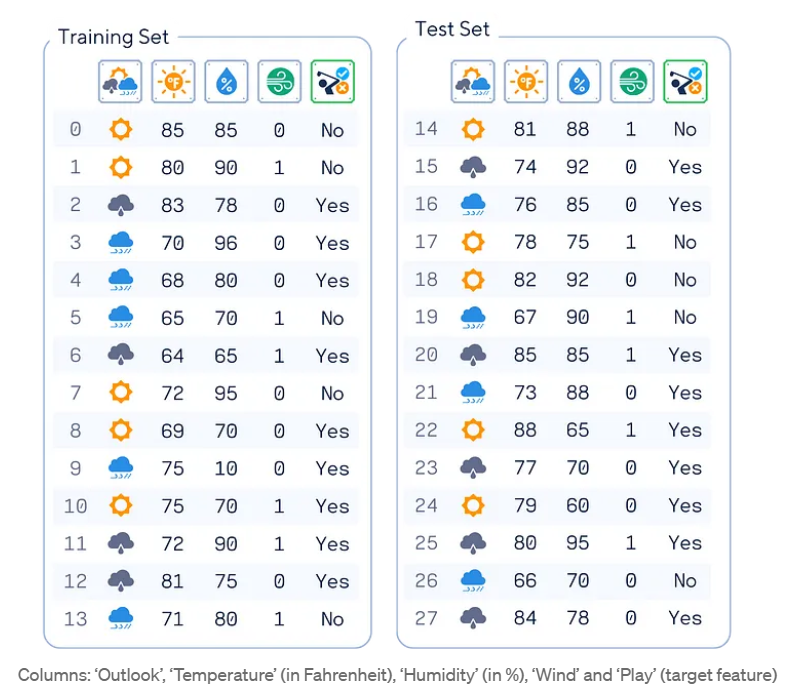 Training Set
°F % 
0 85 85 0 No
1 80 90 1 No
2 83 78 0 Yes
3 70 96 0 Yes
4 68 80 0 Yes
5 65 70 1 No
6 64 65 1 Yes
7 72 95 0 No
8 69 70 0 Yes
9 75 10 0 Yes
10 75 70 1 Yes
11 72 90 1 Yes
12 81 75 0 Yes
13 71 80 1 No
Test Set
°F %
14 81 88 1 No
15 74 92 0 Yes
16 76 85 0 Yes
17 78 75 1 No
18 82 92 0 No
19 67 90 1 No
20 85 85 1 Yes
21 73 88 0 Yes
22 88 65 1 Yes
23 77 70 0 Yes
24 79 60 0 Yes
25 80 95 1 Yes
26 66 70 0 No
27 84 78 0 Yes
Columns: ‘Outlook’, ‘Temperature’ (in Fahrenheit), ‘Humidity’ (in %), ‘Wind’ and ‘Play’ (target feature)